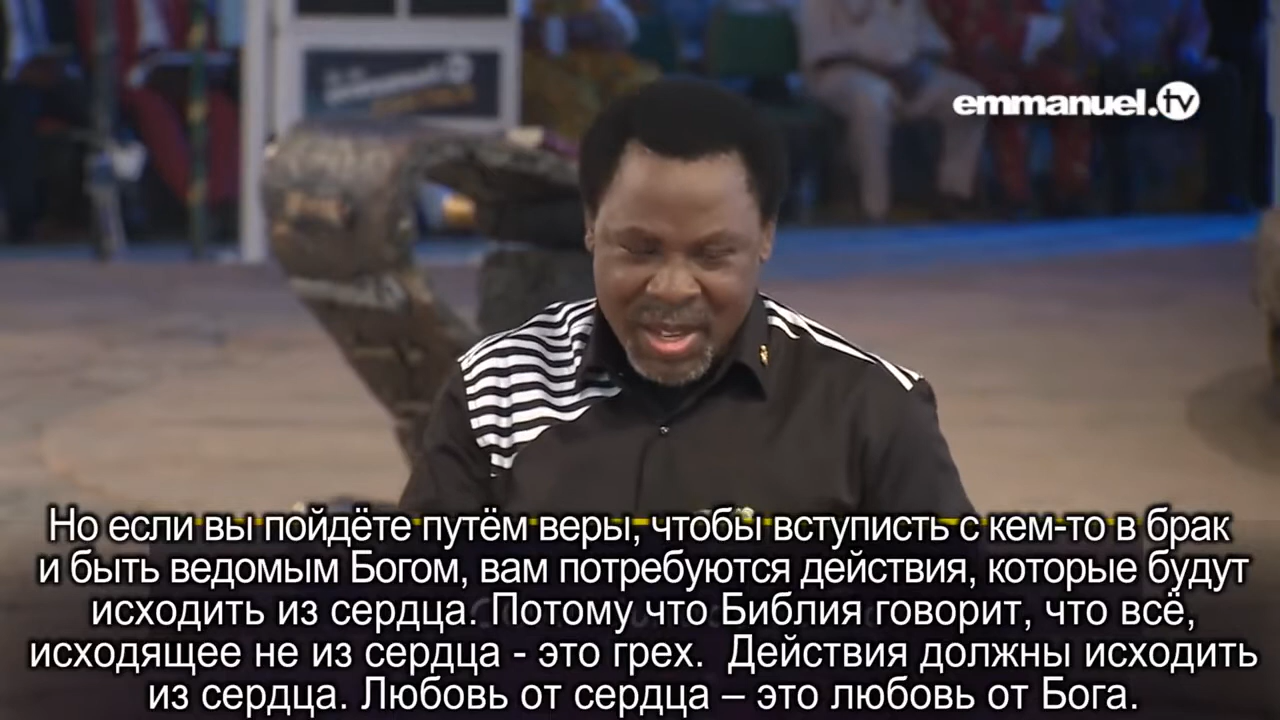 emmanuel.tv
Но если вы пойдёте путём веры, чтобы вступисть с кем-то в брак
и быть ведомым Богом, вам потребуются действия, которые будут
исходить из сердца. Потому что Библия говорит, что всё,
исходящее не из сердца - это грех. Действия должны исходить
из сердца. Любовь от сердца – это любовь от Бога.